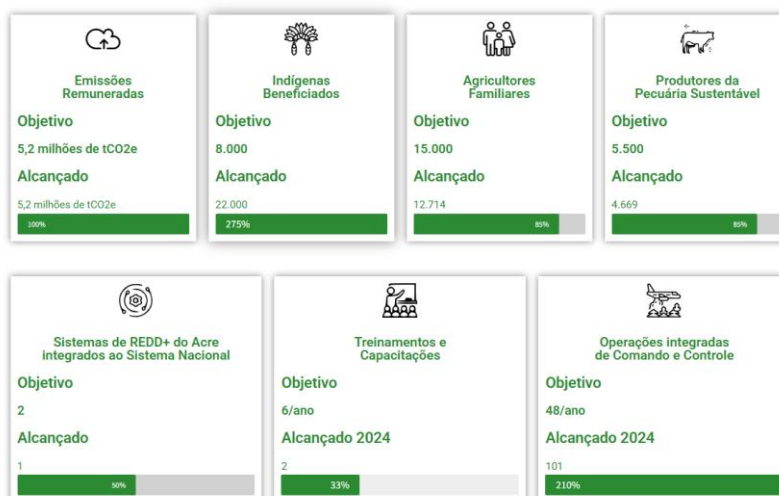 Emissões
Remuneradas
Objetivo
5,2 milhões de tCO2e
Alcançado
5,2 milhões de tCO2e
100%
Indígenas
Beneficiados
Objetivo
8.000
Alcançado
22.000
275%
Agricultores
Familiares
Objetivo
15.000
Alcançado
12.714
85%
Produtores da
Pecuária Sustentável
Objetivo
5.500
Alcançado
4.669
85%
Sistemas de REDD+ do Acre
integrados ao Sistema Nacional
Objetivo
2
Alcançado
1
50%
Treinamentos e
Capacitações
Objetivo
6/ano
Alcançado 2024
2
33%
Operações integradas
de Comando e Controle
Objetivo
48/ano
Alcançado 2024
101
210%